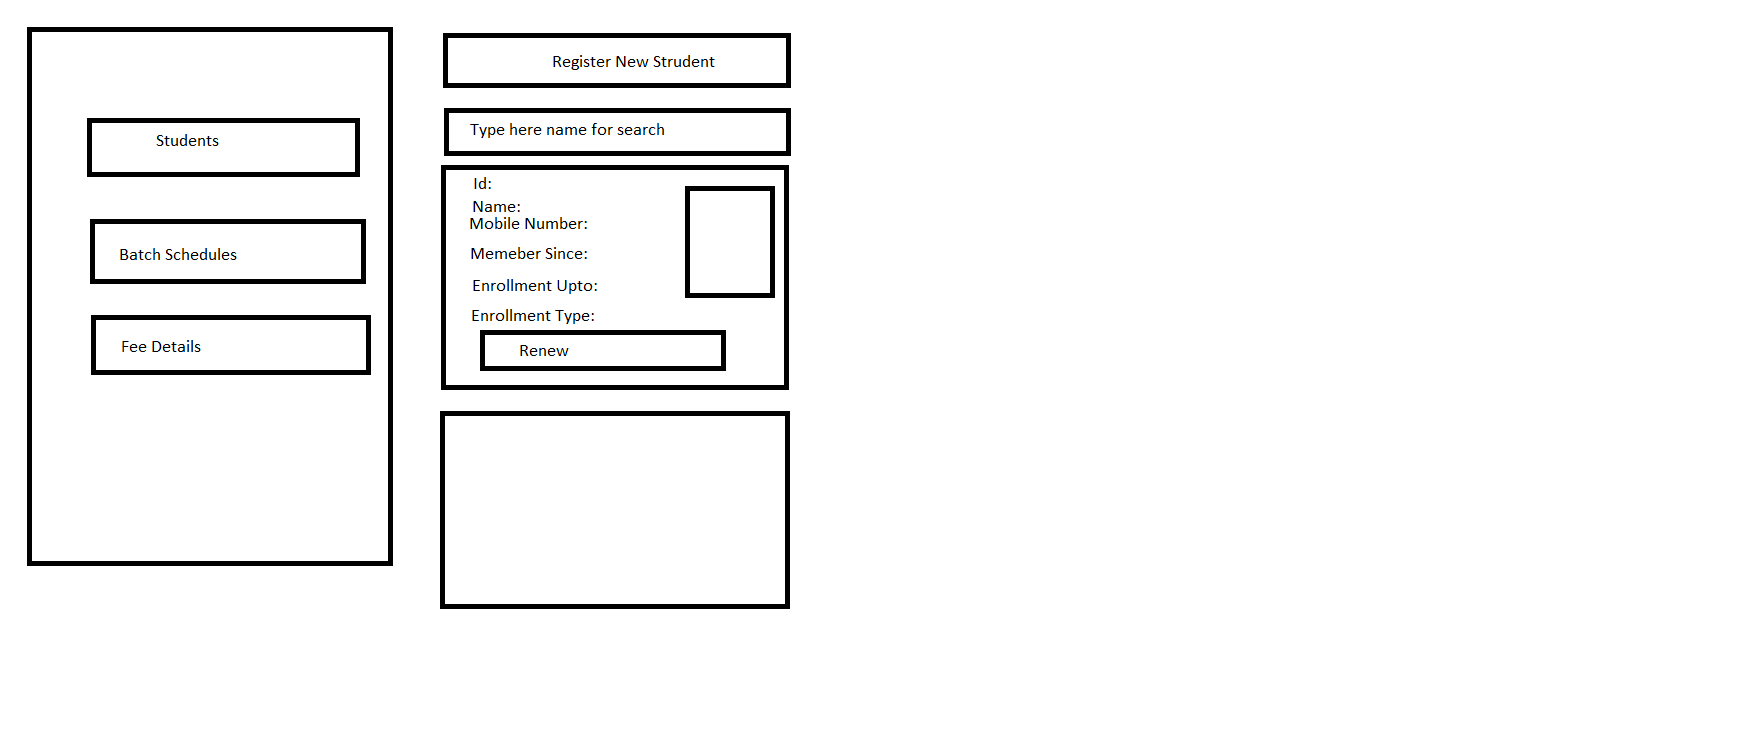 Students
Batch Schedules
Fee Details
Register New Strudent
Type here name for search
Id:
Name:
Mobile Number:
Memeber Since:
Enrollment Upto:
Enrollment Type:
Renew